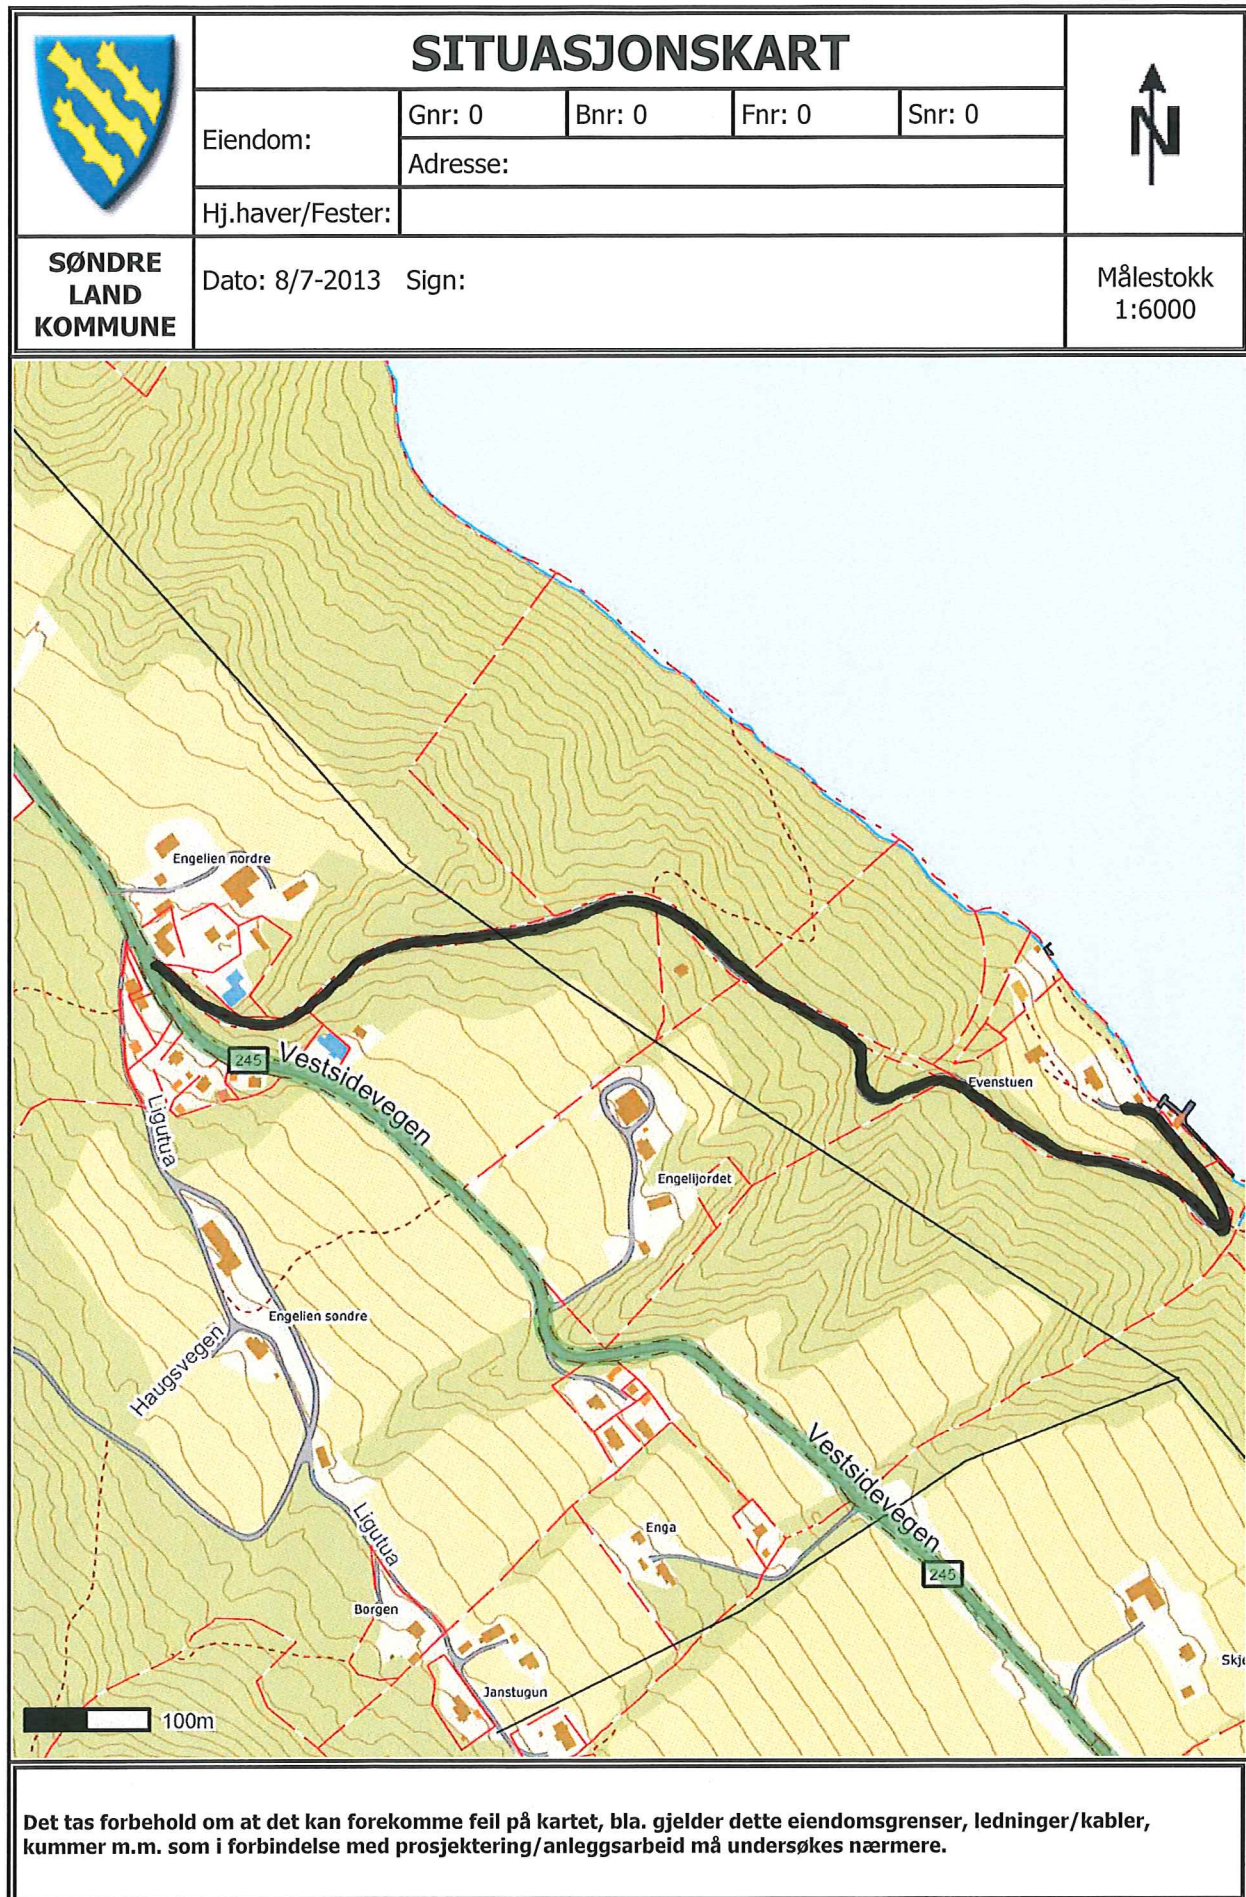 SITUASJONSKART
Eiendom:
Gnr: 0
Bnr: 0
Fnr: 0
Snr: 0
Adresse:
Hj.haver/Fester:
N
SØNDRE
LAND
KOMMUNE
Dato: 8/7-2013 Sign:
Målestokk
1:6000
Engelien nordre
245
Vestsidevegen
Evenstuen
Ligutua
Engelijordet
Engelien søndre
Haugsvegen
Vestsidevegen
Ligutua
Enga
245
Borgen
Skje
Janstugun
100m
Det tas forbehold om at det kan forekomme feil på kartet, bla. gjelder dette eiendomsgrenser, ledninger/kabler,
kummer m.m. som i forbindelse med prosjektering/anleggsarbeid må undersøkes nærmere.